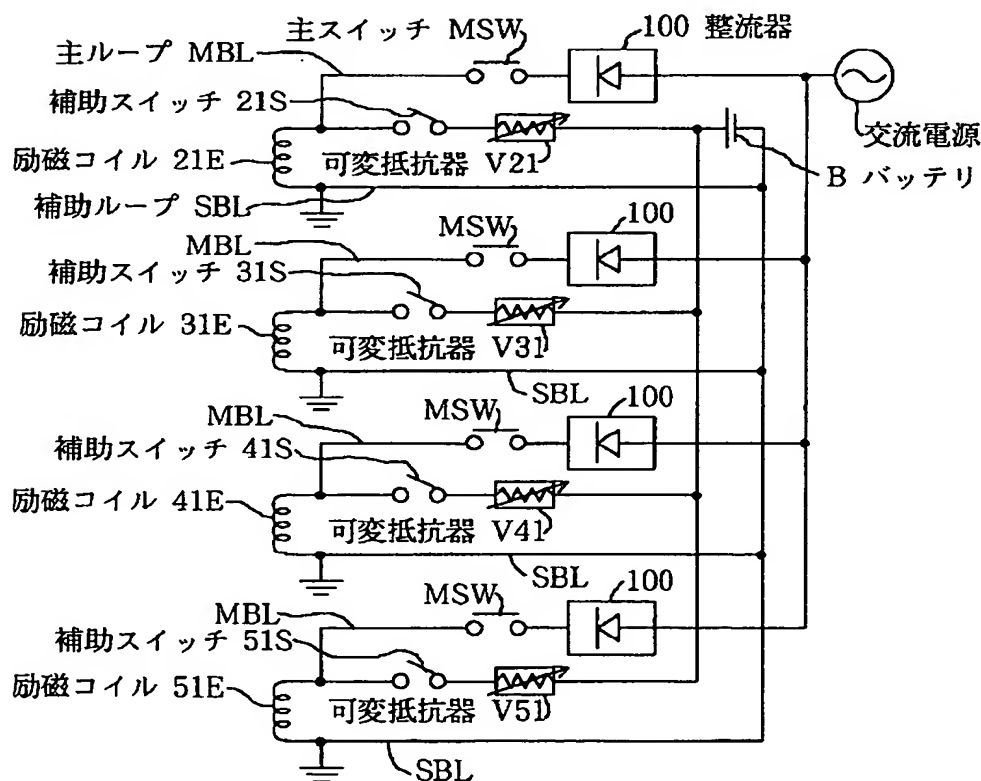 主スイッチ MSW
100 整流器
主ループ MBL
補助スイッチ 21S
交流電源
励磁コイル 21E
可変抵抗器 V21
B バッテリ
補助ループ SBL
MSW
100
MBL
補助スイッチ 31S
励磁コイル 31E
可変抵抗器 V31
SBL
100
MBL
MSW
補助スイッチ 41S
励磁コイル 41E
可変抵抗器 V41
SBL
100
MSW
MBL
補助スイッチ 51S
励磁コイル 51E
可変抵抗器 V51
SBL